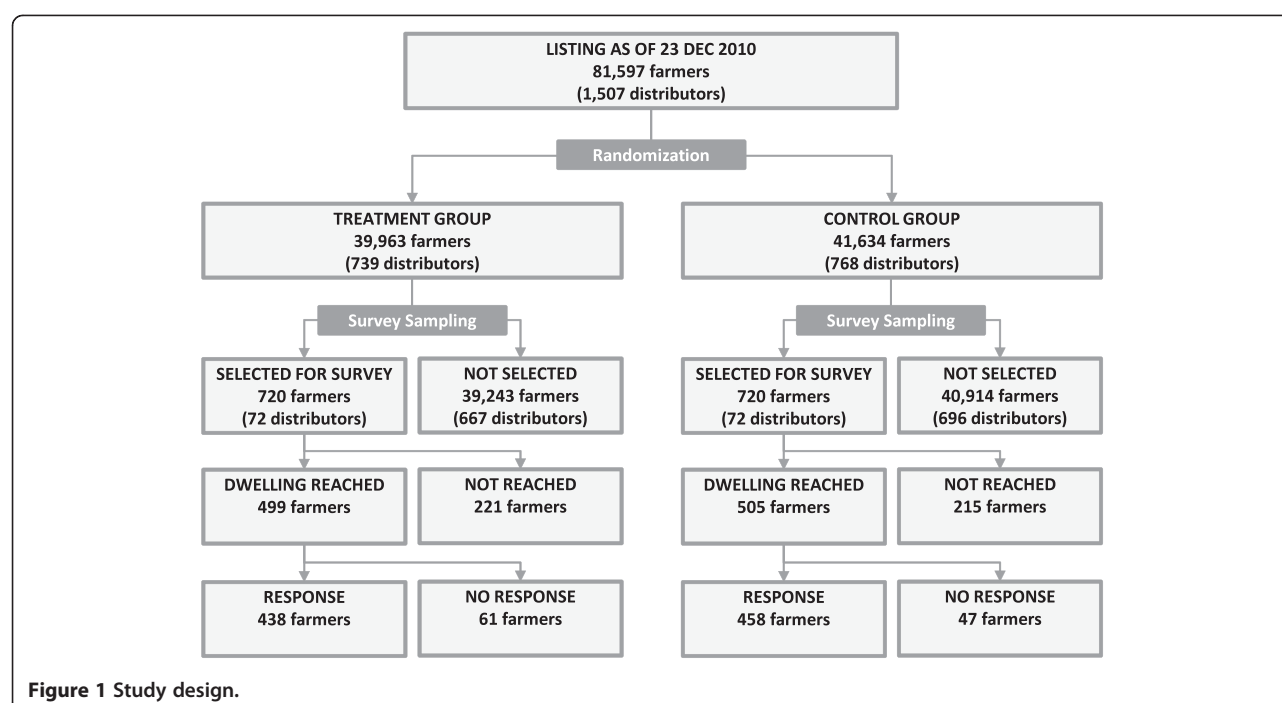 LISTING AS OF 23 DEC 2010
81,597 farmers
(1,507 distributors)
Randomization
TREATMENT GROUP
39,963 farmers
(739 distributors)
CONTROL GROUP
41,634 farmers
(768 distributors)
Survey Sampling
Survey Sampling
SELECTED FOR SURVEY
720 farmers
(72 distributors)
NOT SELECTED
39,243 farmers
(667 distributors)
SELECTED FOR SURVEY
720 farmers
(72 distributors)
NOT SELECTED
40,914 farmers
(696 distributors)
DWELLING REACHED
499 farmers
NOT REACHED
221 farmers
DWELLING REACHED
505 farmers
NOT REACHED
215 farmers
RESPONSE
438 farmers
NO RESPONSE
61 farmers
RESPONSE
458 farmers
NO RESPONSE
47 farmers
Figure 1 Study design.